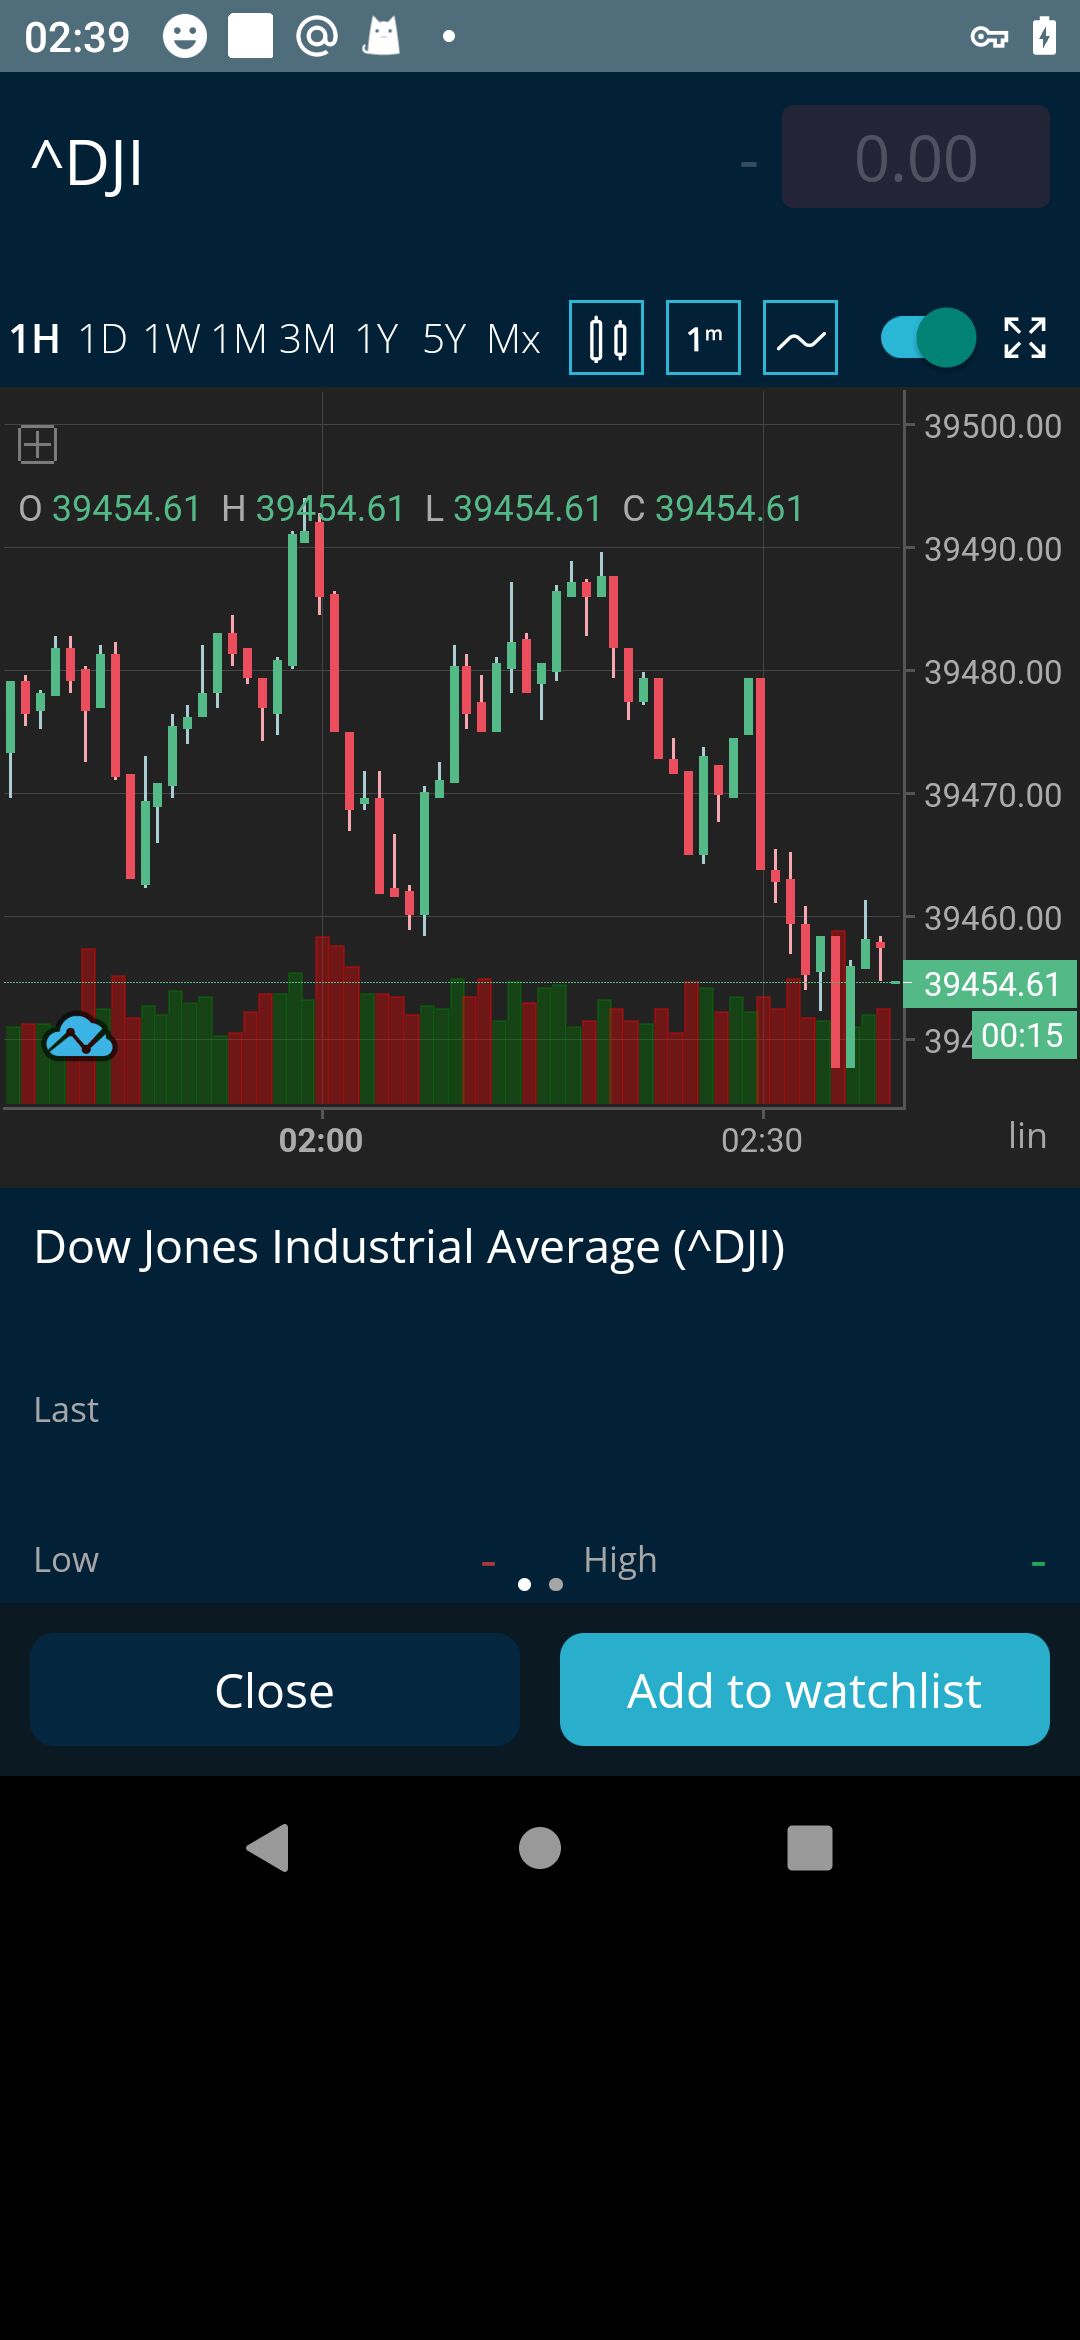 02:39
^DJI - 0.00
1H 1D 1W 1M 3M 1Y 5Y Mx 1m
39500.00
O 39454.61 H 39454.61 L 39454.61 C 39454.61
39490.00
39480.00
39470.00
39460.00
39454.61
00:15
02:00 02:30 lin
Dow Jones Industrial Average (^DJI)
Last
Low - High -
Close Add to watchlist